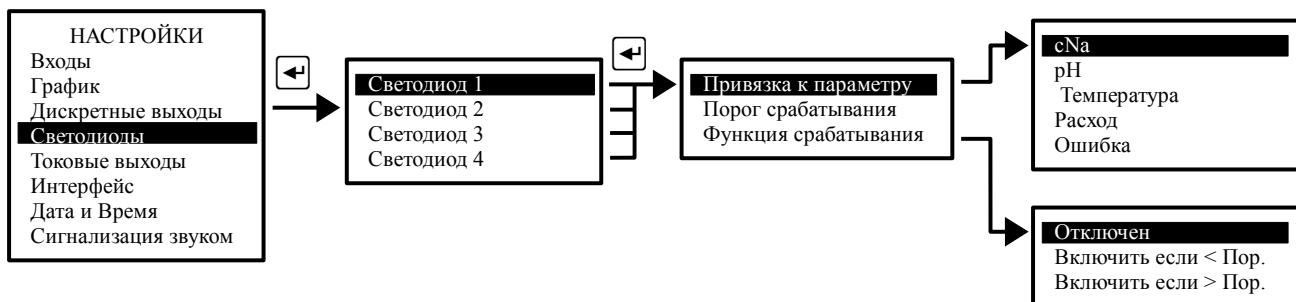 НАСТРОЙКИ
Входы
График
Дискретные выходы
Светодиоды
Токовые выходы
Интерфейс
Дата и Время
Сигнализация звуком
Светодиод 1
Светодиод 2
Светодиод 3
Светодиод 4
Привязка к параметру
Порог срабатывания
Функция срабатывания
cNa
pH
Температура
Расход
Ошибка
Отключен
Включить если < Пор.
Включить если > Пор.